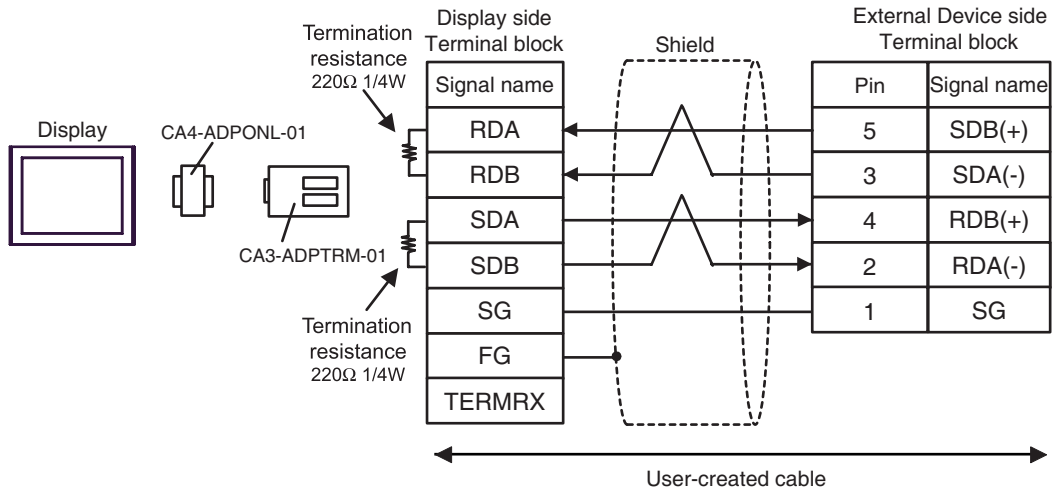 Display
CA4-ADPONL-01
CA3-ADPTRM-01
Termination
resistance
220Ω 1/4W
Termination
resistance
220Ω 1/4W
Display side
Terminal block
Signal name
RDA
RDB
SDA
SDB
SG
FG
TERMRX
Shield
External Device side
Terminal block
Pin Signal name
5 SDB(+)
3 SDA(-)
4 RDB(+)
2 RDA(-)
1 SG
User-created cable